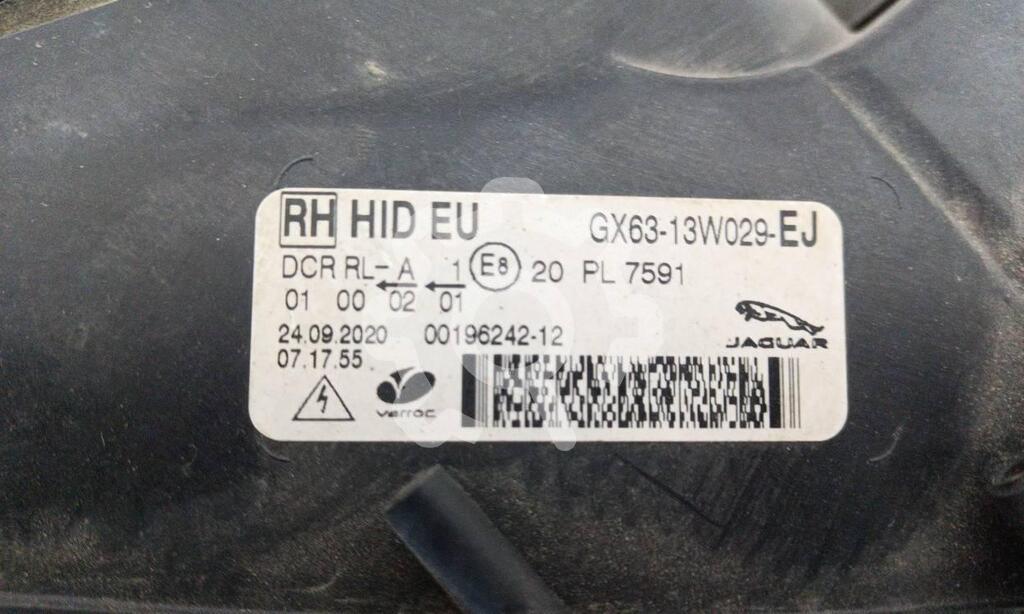 RH HID EU GX63-13W029-EJ
DCR RL- A 1 E8 20 PL 7591
01 00 02 01
24.09.2020 00196242-12
07.17.55
JAGUAR
varroc